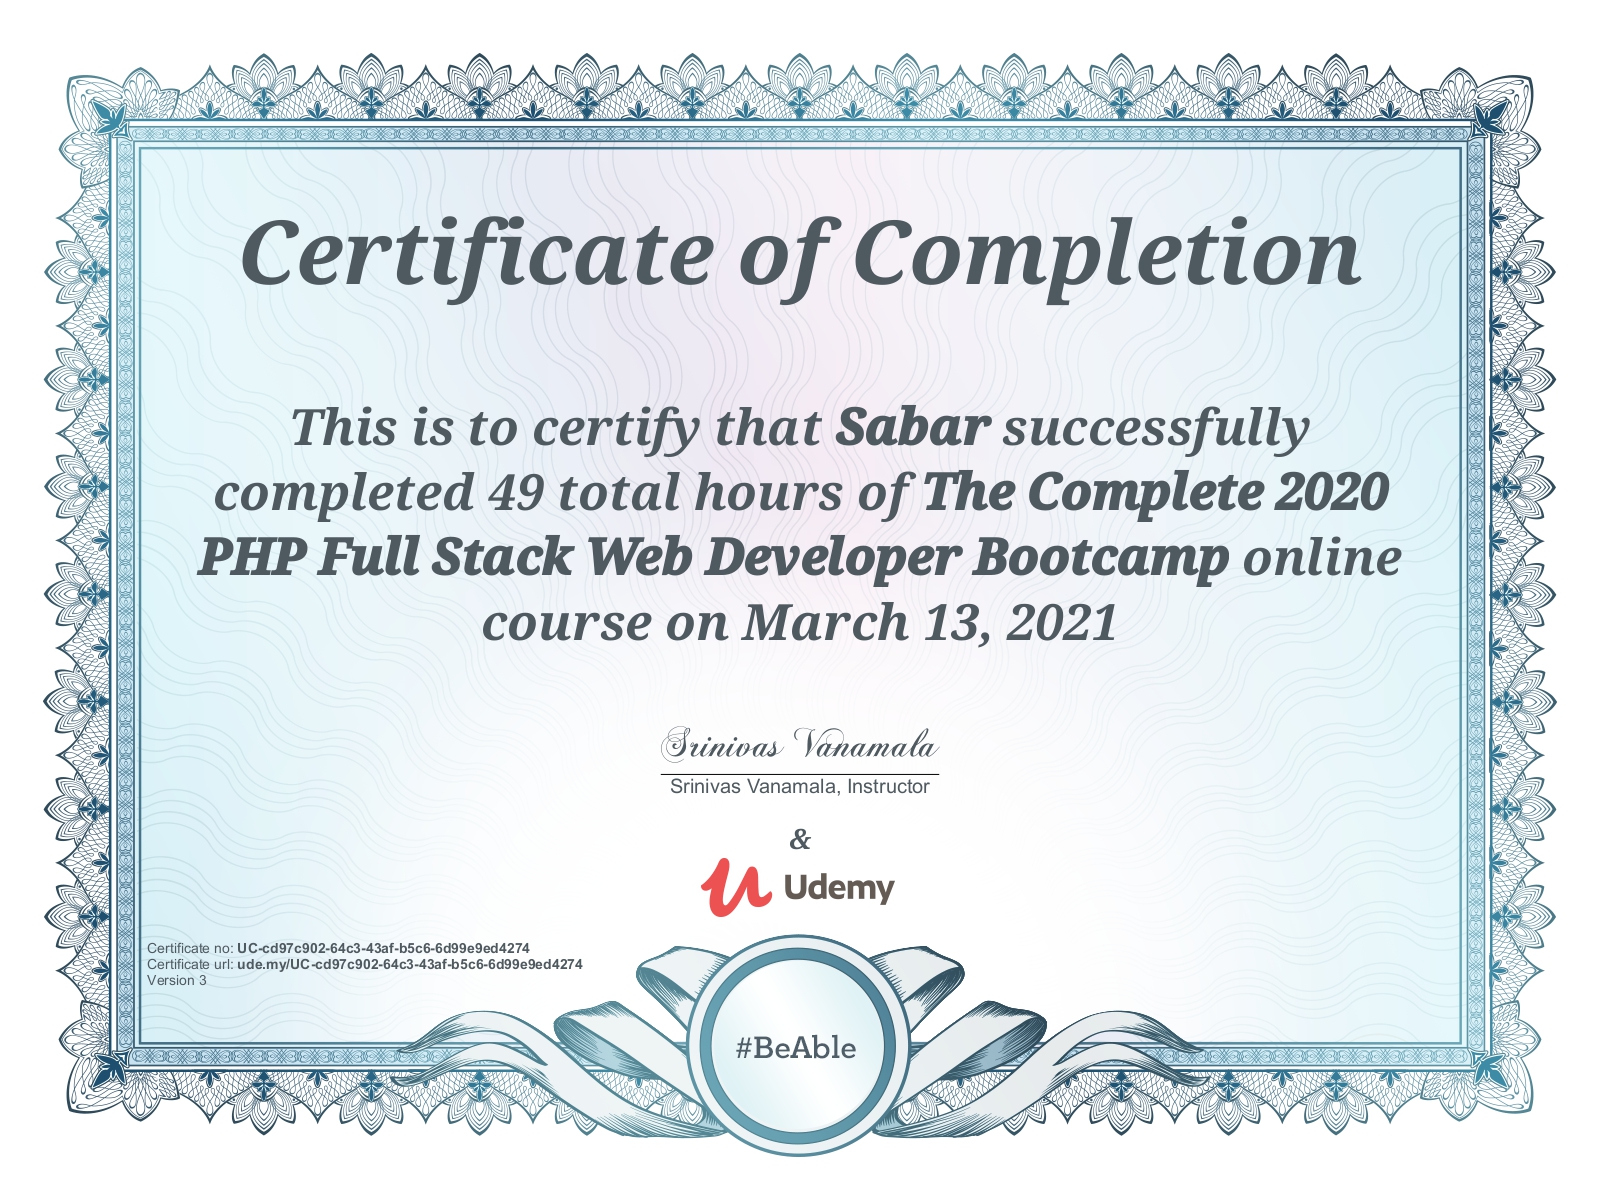 Certificate of Completion
This is to certify that Sabar successfully
completed 49 total hours of The Complete 2020
PHP Full Stack Web Developer Bootcamp online
course on March 13, 2021
Srinivas Vanamala
Srinivas Vanamala, Instructor
&
Udemy
Certificate no: UC-cd97c902-64c3-43af-b5c6-6d99e9ed4274
Certificate url: ude.my/UC-cd97c902-64c3-43af-b5c6-6d99e9ed4274
Version 3
#BeAble